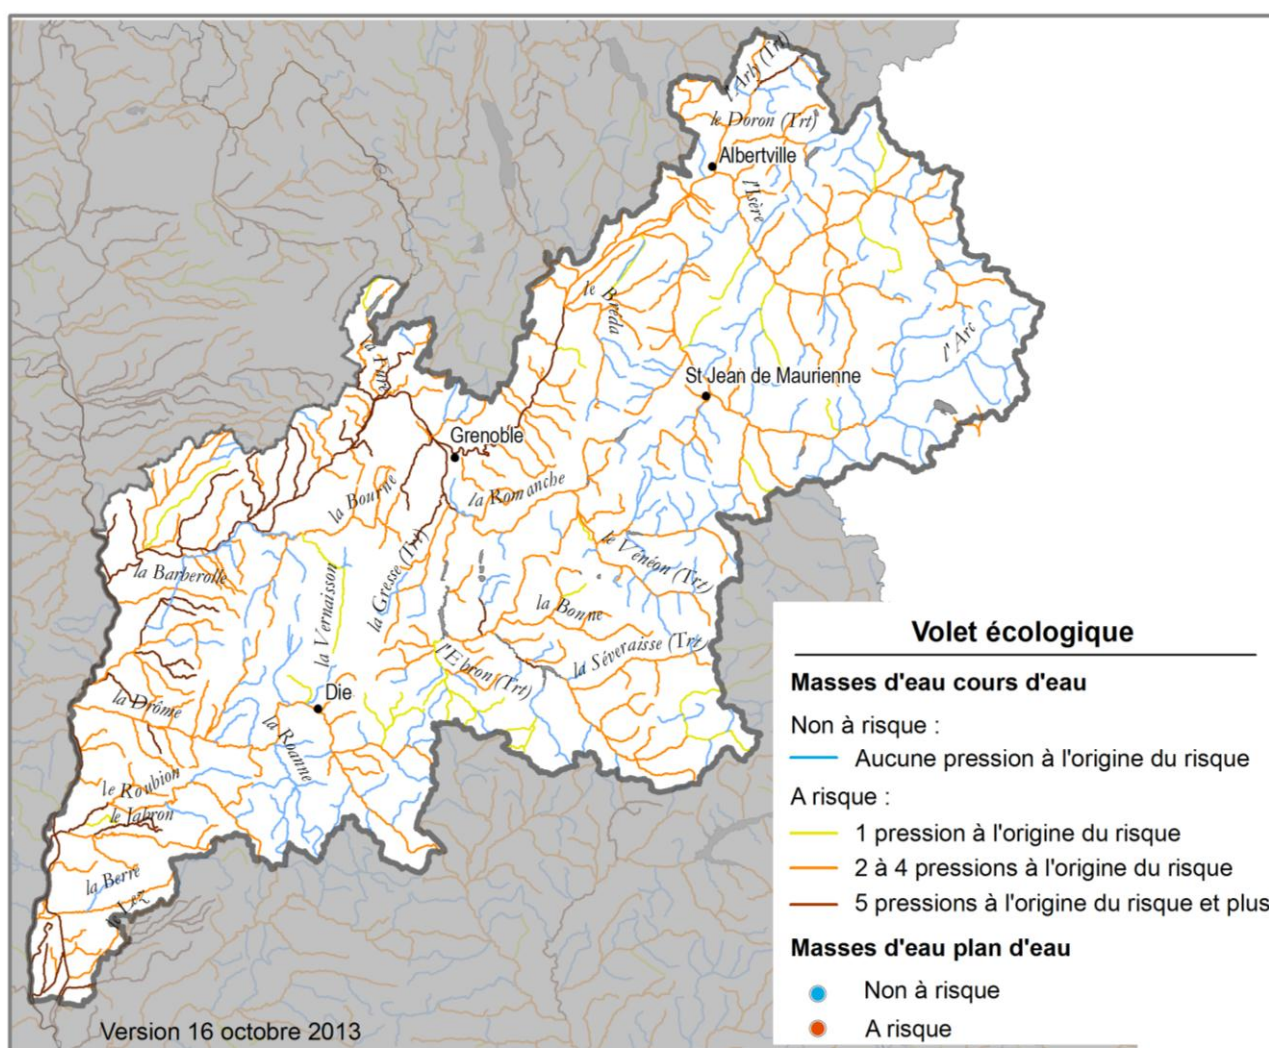 l'Arly (Trt)
le Doron (Trt)
Albertville
l'Isère
le Bréda
l'Arc
St Jean de Maurienne
la Fure
Grenoble
la Romanche
la Bourne
la Gresse (Trt)
le Vénéon (Trt)
la Barberolle
la Vernaisson
la Bonne
la Séveraisse (Trt)
l'Ebron (Trt)
Die
la Drôme
la Roanne
le Roubion
le Jabron
la Berre
le Lez
Version 16 octobre 2013
Volet écologique
Masses d'eau cours d'eau
Non à risque :
Aucune pression à l'origine du risque
A risque :
1 pression à l'origine du risque
2 à 4 pressions à l'origine du risque
5 pressions à l'origine du risque et plus
Masses d'eau plan d'eau
Non à risque
A risque